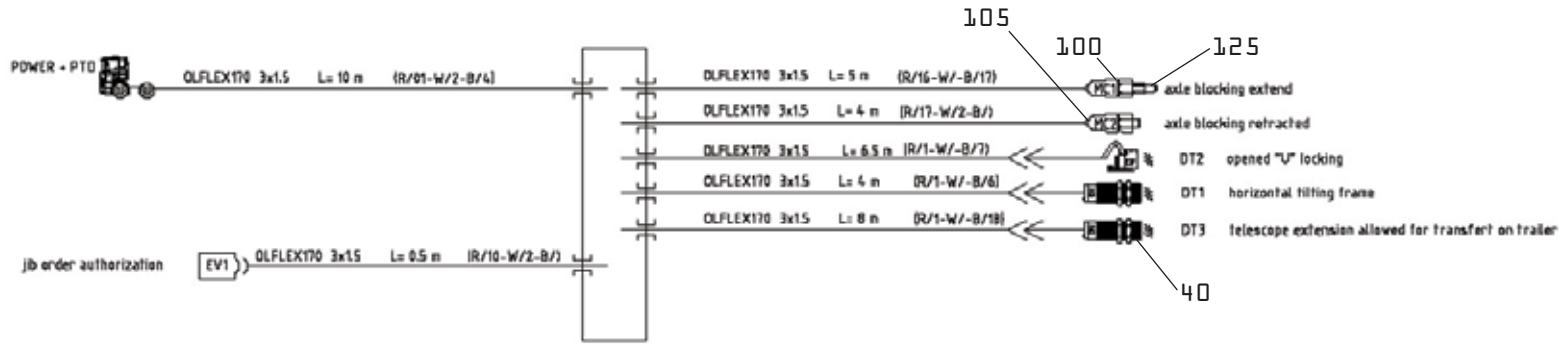 105
100
125
POWER + PTO
OLFLEX170 3x1.5 L= 10 m (R/01-W/2-B/4)
OLFLEX170 3x1.5 L= 5 m (R/16-W/-B/17)
MC1
axle blocking extend
OLFLEX170 3x1.5 L= 4 m (R/17-W/2-B/)
MC2
axle blocking retracted
OLFLEX170 3x1.5 L= 6.5 m (R/1-W/-B/7)
DT2 opened "U" locking
OLFLEX170 3x1.5 L= 4 m (R/1-W/-B/6)
DT1 horizontal tilting frame
OLFLEX170 3x1.5 L= 8 m (R/1-W/-B/18)
DT3 telescope extension allowed for transfert on trailer
jib order authorization
EV1
OLFLEX170 3x1.5 L= 0.5 m (R/10-W/2-B/)
40